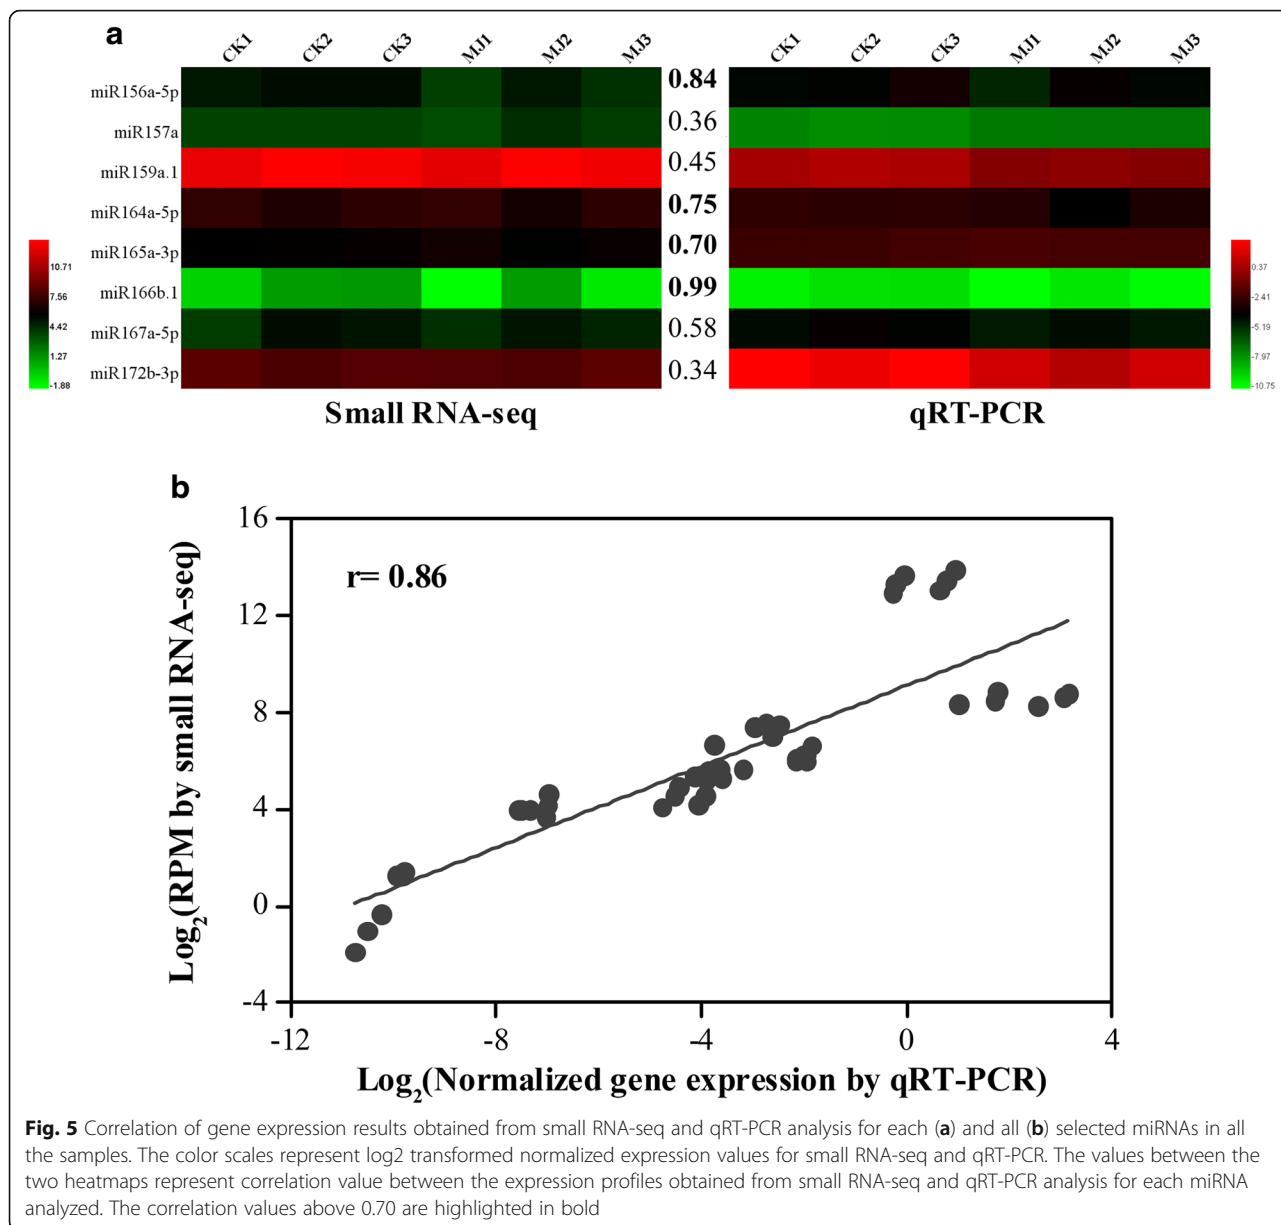 a
CK1 CK2 CK3 MJ1 MJ2 MJ3 CK1 CK2 CK3 MJ1 MJ2 MJ3
miR156a-5p 0.84
miR157a 0.36
miR159a.1 0.45
miR164a-5p 0.75
miR165a-3p 0.70
miR166b.1 0.99
miR167a-5p 0.58
miR172b-3p 0.34
10.71
7.56
4.42
1.27
-1.88
0.37
-2.41
-5.19
-7.97
-10.75
Small RNA-seq qRT-PCR
b
Log2(RPM by small RNA-seq)
16
12
8
4
0
-4
r= 0.86
-12 -8 -4 0 4
Log2(Normalized gene expression by qRT-PCR)
Fig. 5 Correlation of gene expression results obtained from small RNA-seq and qRT-PCR analysis for each (a) and all (b) selected miRNAs in all
the samples. The color scales represent log2 transformed normalized expression values for small RNA-seq and qRT-PCR. The values between the
two heatmaps represent correlation value between the expression profiles obtained from small RNA-seq and qRT-PCR analysis for each miRNA
analyzed. The correlation values above 0.70 are highlighted in bold